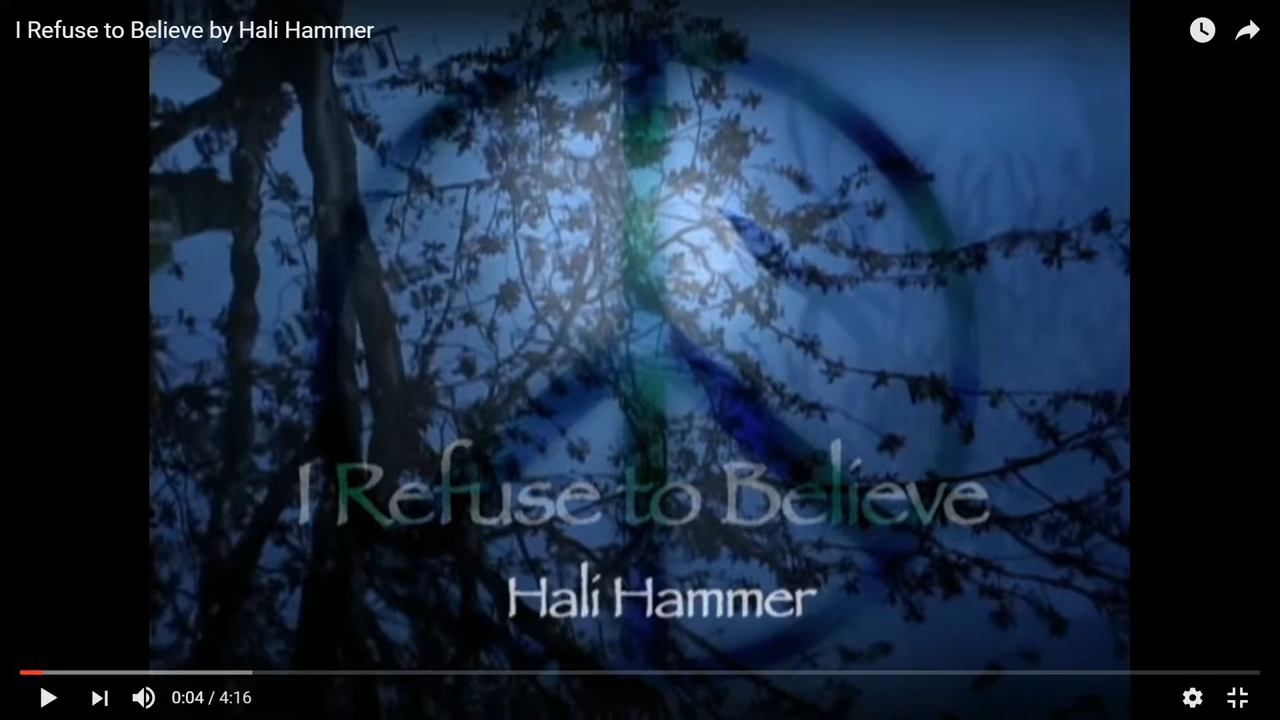 I Refuse to Believe by Hali Hammer
I Refuse to Believe
Hali Hammer
0:04 / 4:16